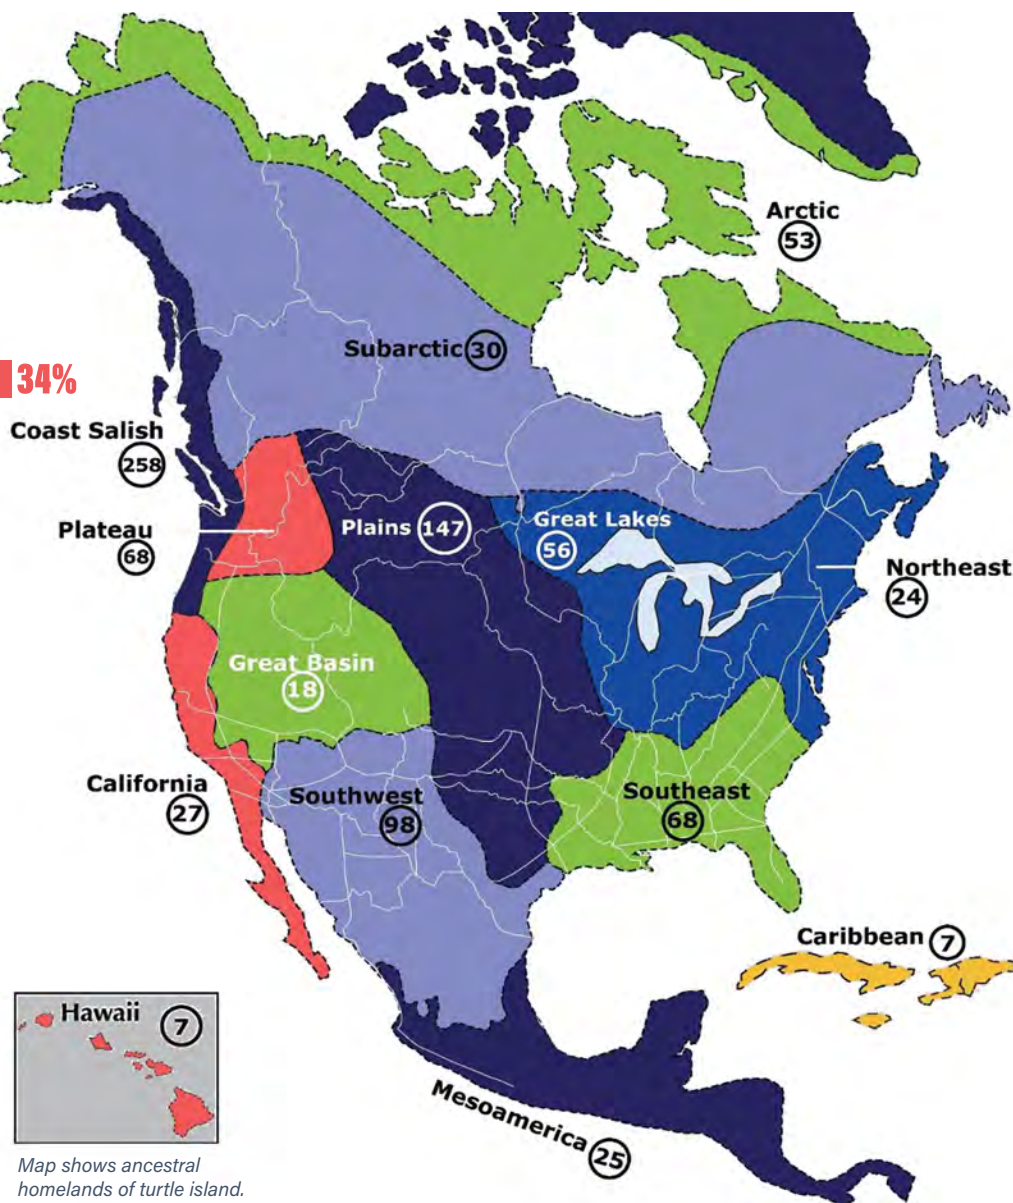 Arctic
53
Subarctic 30
34%
Coast Salish
258
Plateau
68
Plains 147
Great Lakes
56
Northeast
24
Great Basin
18
California
27
Southwest
98
Southeast
68
Caribbean 7
Hawaii 7
Mesoamerica 25
Map shows ancestral
homelands of turtle island.